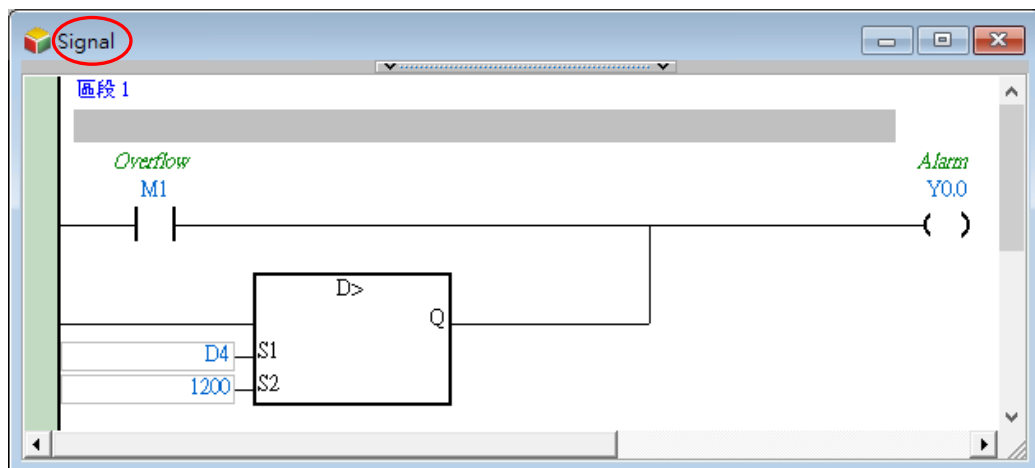 Signal
區段 1
Overflow
Alarm
M1
Y0.0
D>
Q
D4
S1
1200
S2